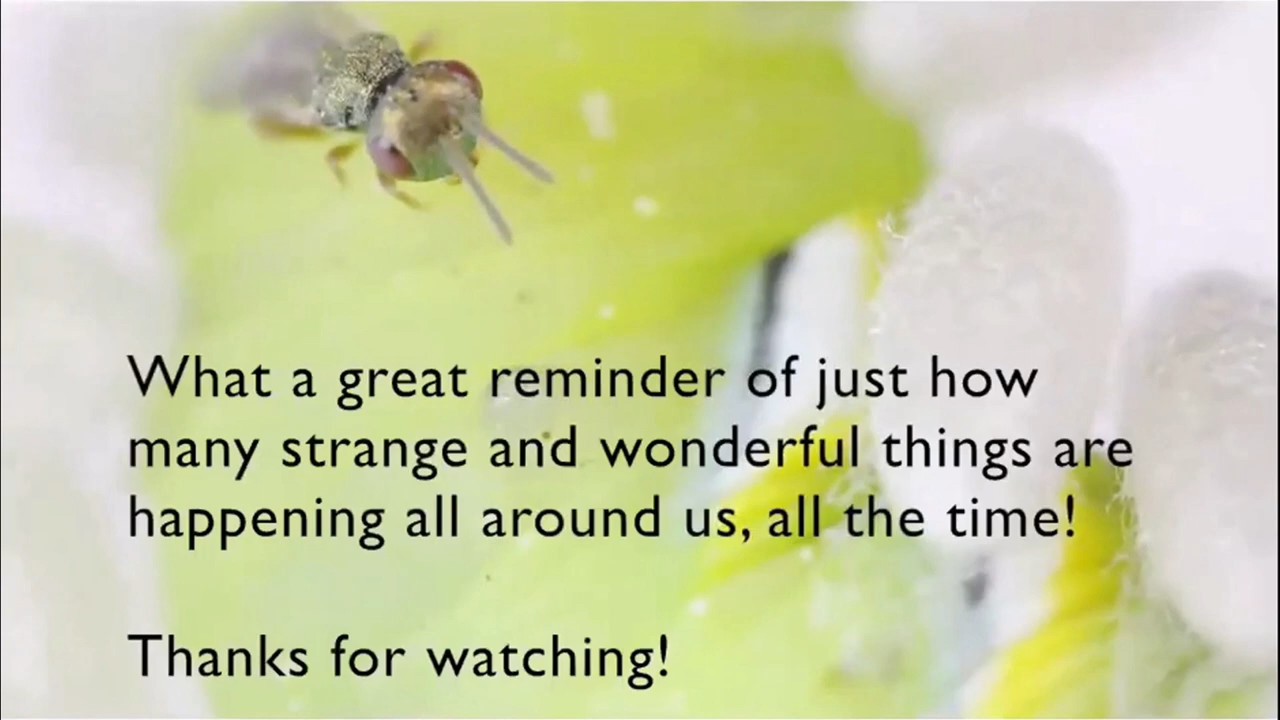 What a great reminder of just how
many strange and wonderful things are
happening all around us, all the time!
Thanks for watching!